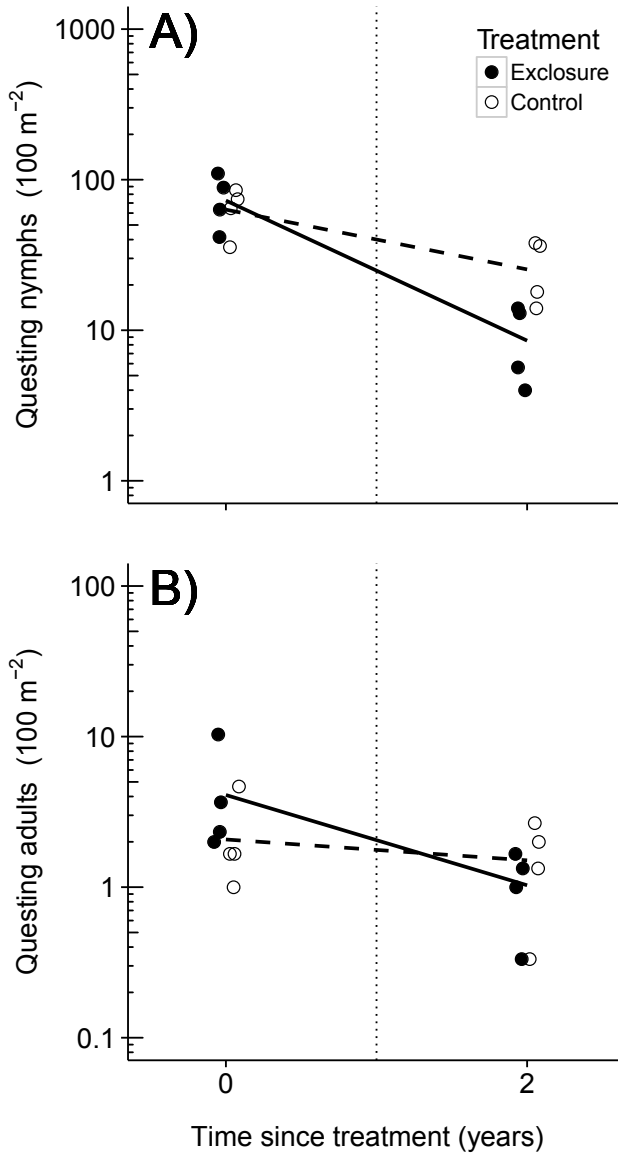 A)
Treatment
Exclosure
Control
Questing nymphs (100 m⁻²)
1000
100
10
1
B)
Questing adults (100 m⁻²)
100
10
1
0.1
0
2
Time since treatment (years)